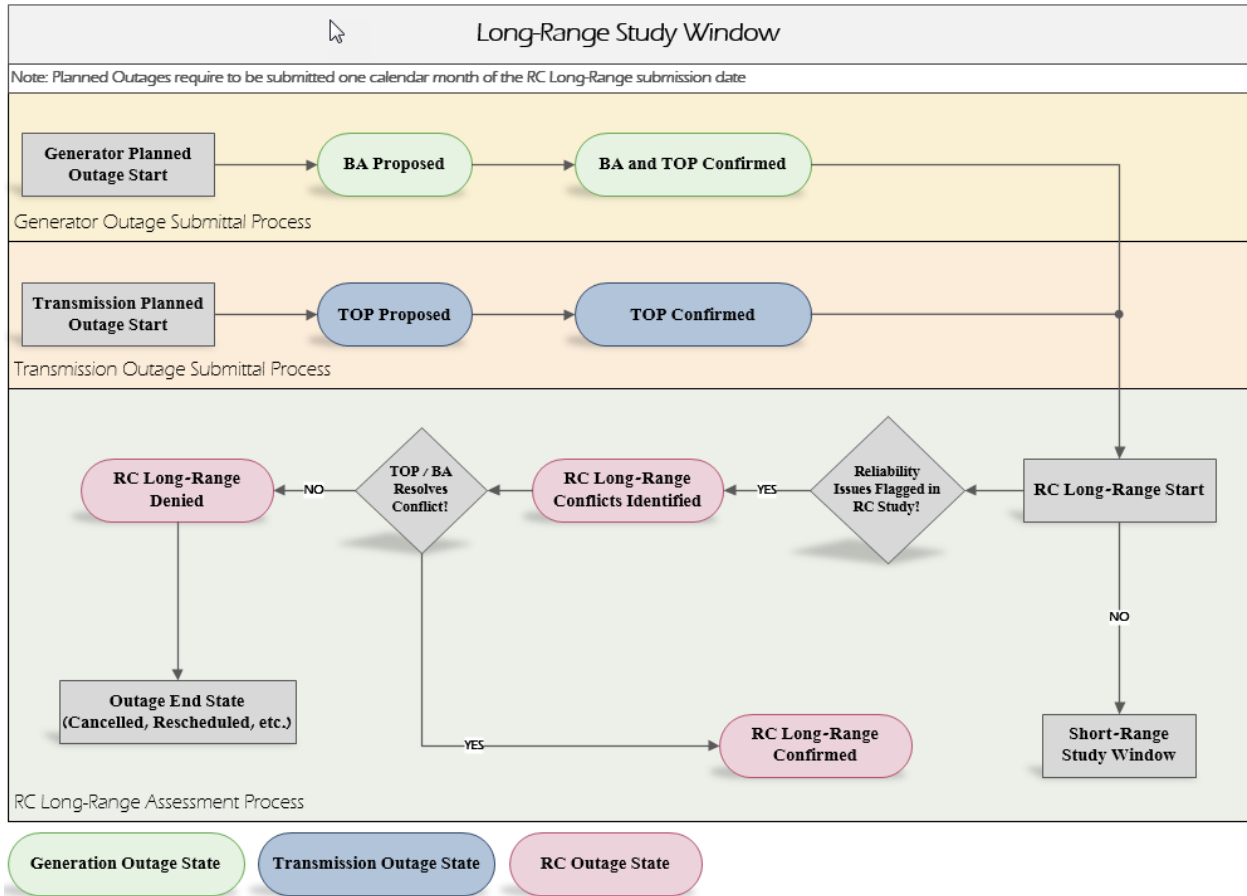 Long-Range Study Window
Note: Planned Outages require to be submitted one calendar month of the RC Long-Range submission date
Generator Planned
Outage Start
BA Proposed
BA and TOP Confirmed
Generator Outage Submittal Process
Transmission Planned
Outage Start
TOP Proposed
TOP Confirmed
Transmission Outage Submittal Process
RC Long-Range
Denied
NO
TOP / BA
Resolves
Conflict!
RC Long-Range
Conflicts Identified
YES
Reliability
Issues Flagged in
RC Study!
RC Long-Range Start
NO
Outage End State
(Cancelled, Rescheduled, etc.)
YES
RC Long-Range
Confirmed
Short-Range
Study Window
RC Long-Range Assessment Process
Generation Outage State
Transmission Outage State
RC Outage State